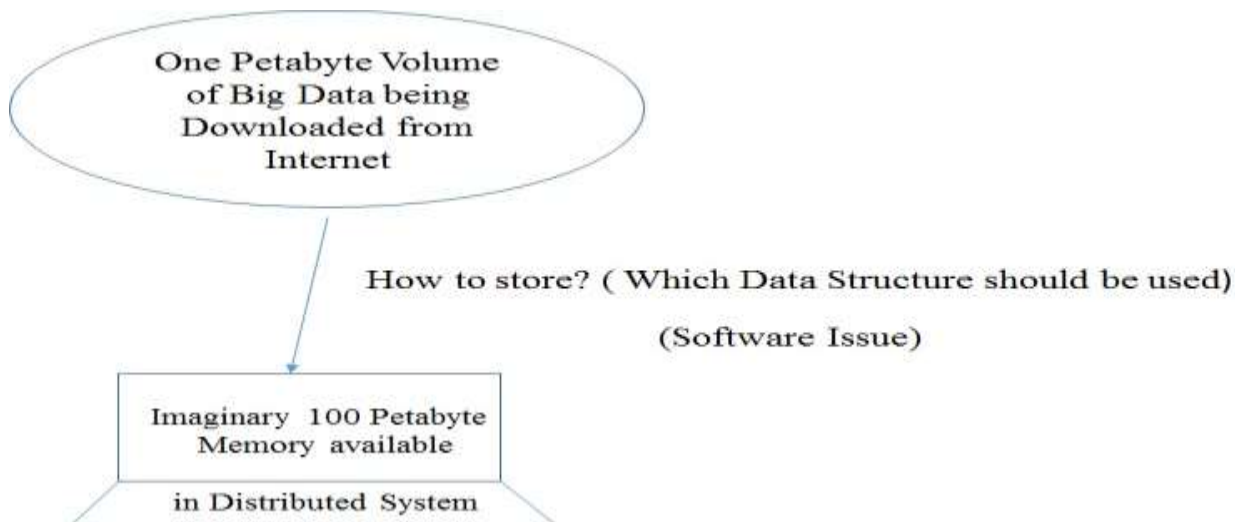 One Petabyte Volume
of Big Data being
Downloaded from
Internet
How to store? ( Which Data Structure should be used)
(Software Issue)
Imaginary 100 Petabyte
Memory available
in Distributed System